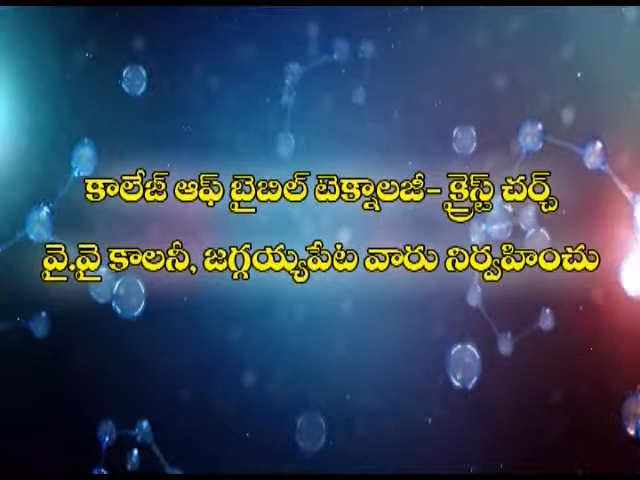 కాలేజ్ ఆఫ్ బైబిల్ టెక్నాలజీ- క్రైస్ట్ చర్చ్
వై.వై కాలనీ, జగ్గయ్యపేట వారు నిర్వహించు